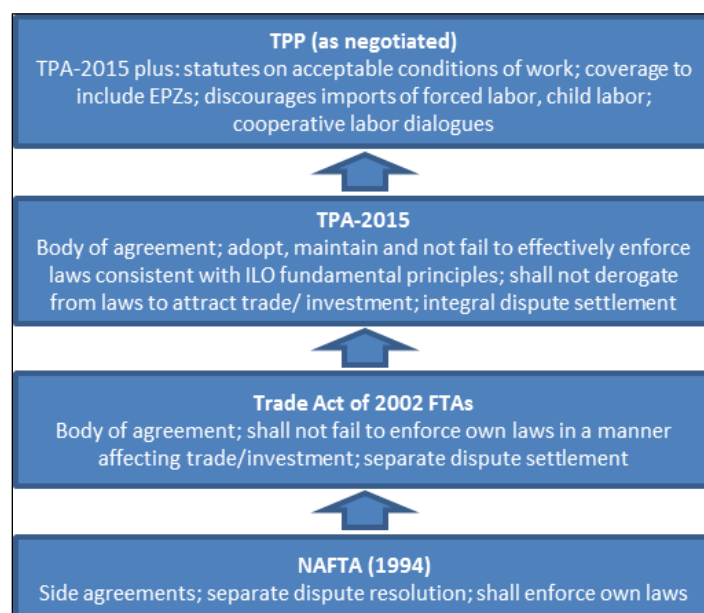 TPP (as negotiated)
TPA-2015 plus: statutes on acceptable conditions of work; coverage to
include EPZs; discourages imports of forced labor, child labor;
cooperative labor dialogues
TPA-2015
Body of agreement; adopt, maintain and not fail to effectively enforce
laws consistent with ILO fundamental principles; shall not derogate
from laws to attract trade/ investment; integral dispute settlement
Trade Act of 2002 FTAs
Body of agreement; shall not fail to enforce own laws in a manner
affecting trade/investment; separate dispute settlement
NAFTA (1994)
Side agreements; separate dispute resolution; shall enforce own laws